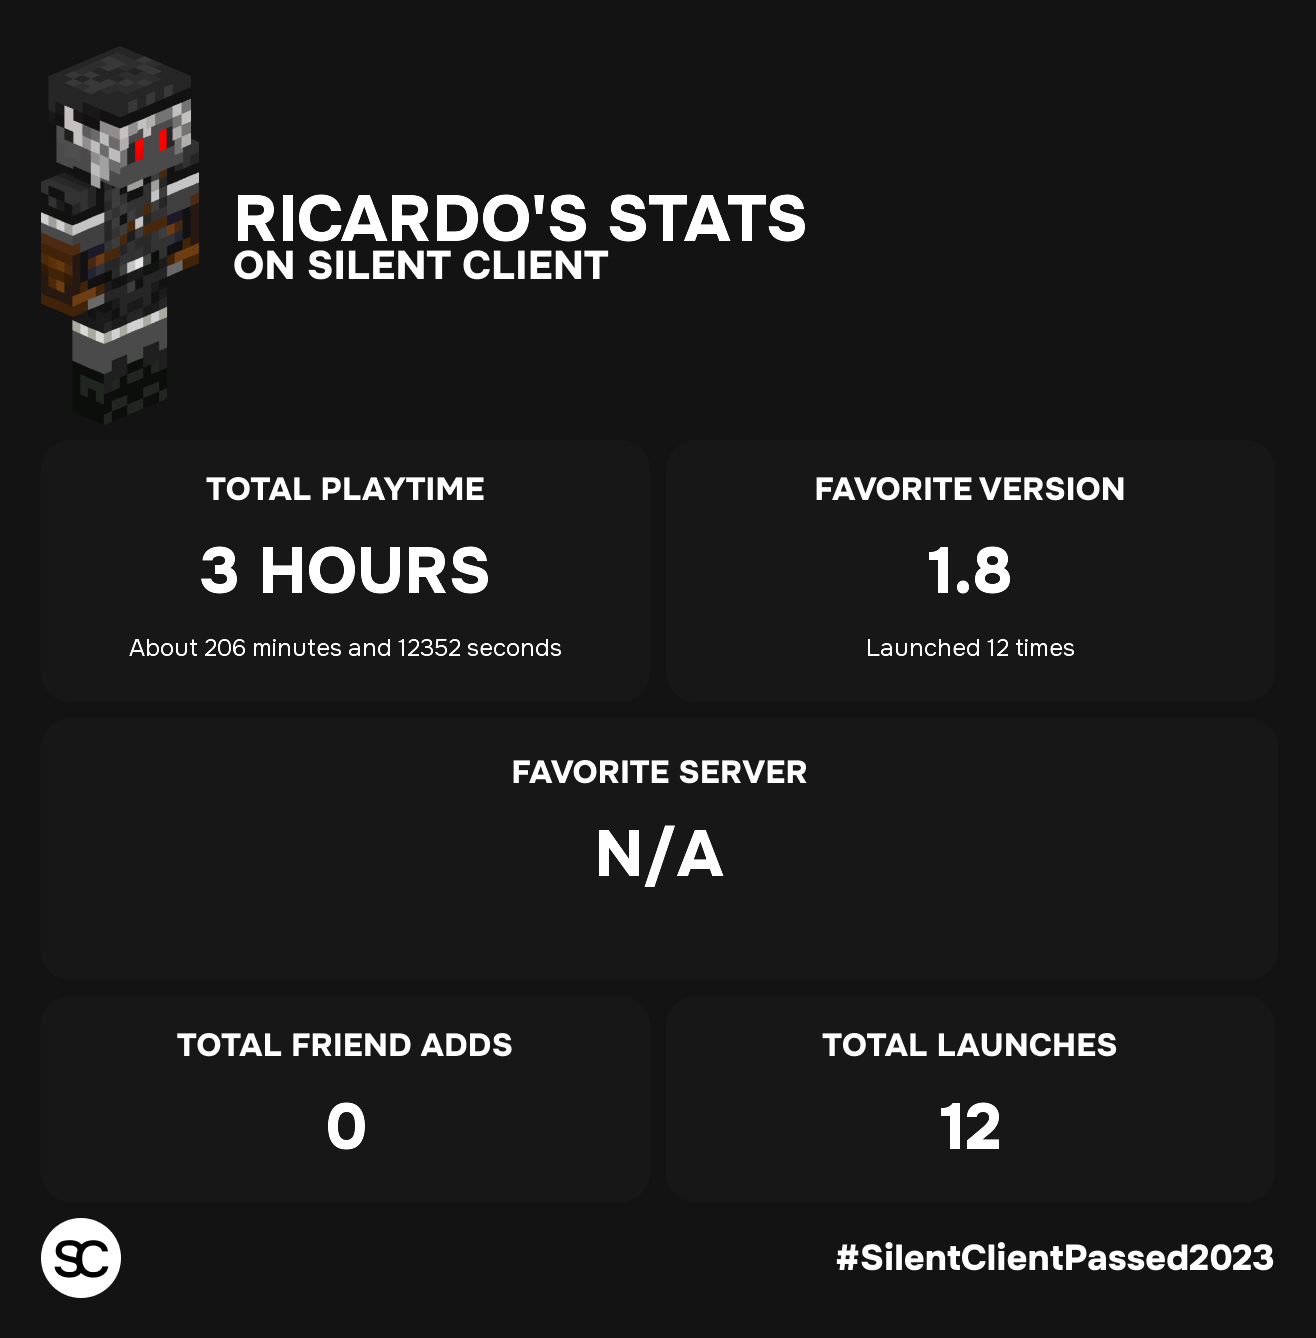 RICARDO'S STATS
ON SILENT CLIENT
TOTAL PLAYTIME
3 HOURS
About 206 minutes and 12352 seconds
FAVORITE VERSION
1.8
Launched 12 times
FAVORITE SERVER
N/A
TOTAL FRIEND ADDS
0
TOTAL LAUNCHES
12
SC
#SilentClientPassed2023